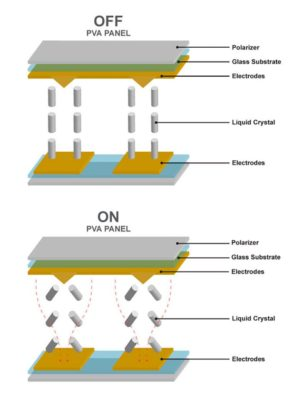 OFF
PVA PANEL
Polarizer
Glass Substrate
Electrodes
Liquid Crystal
Electrodes
ON
PVA PANEL
Polarizer
Glass Substrate
Electrodes
Liquid Crystal
Electrodes